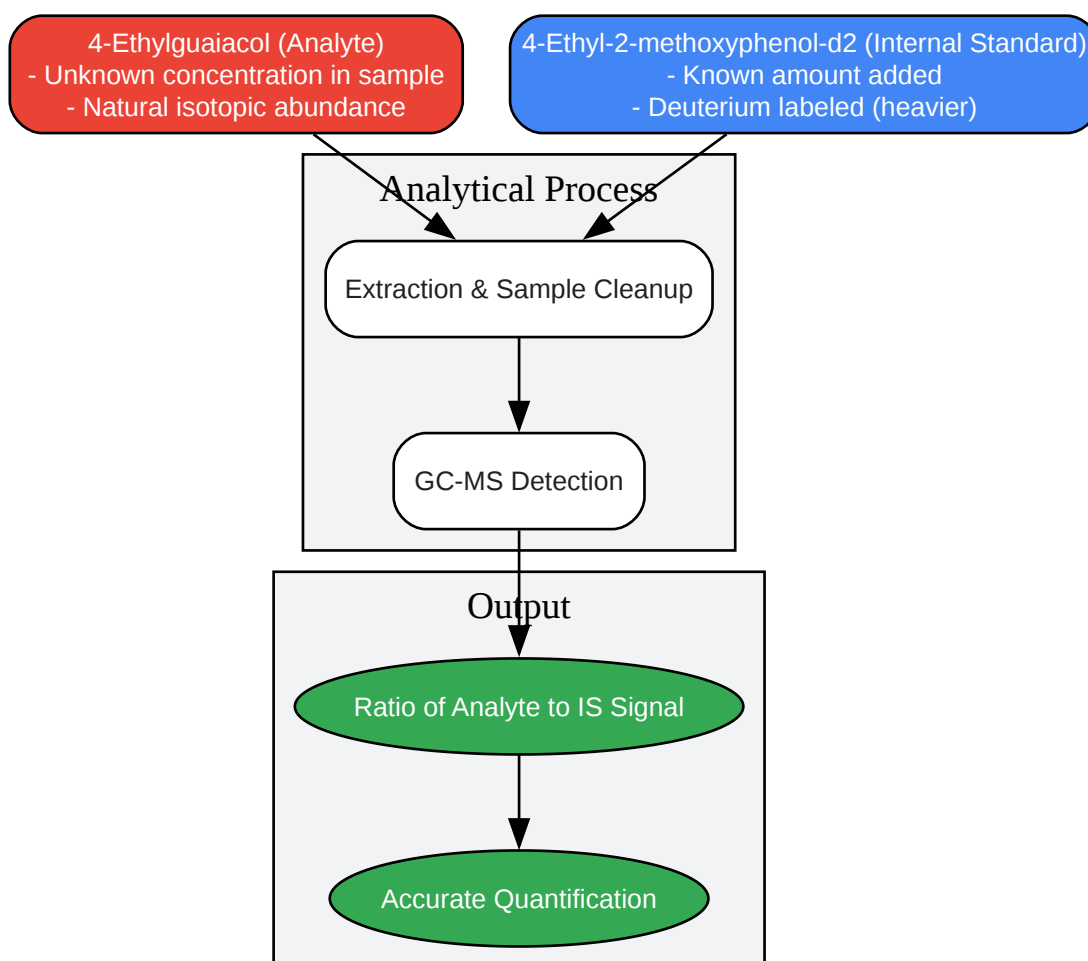 4-Ethylguaiacol (Analyte)
- Unknown concentration in sample
- Natural isotopic abundance
4-Ethyl-2-methoxyphenol-d2 (Internal Standard)
- Known amount added
- Deuterium labeled (heavier)
Analytical Process
Extraction & Sample Cleanup
GC-MS Detection
Output
Ratio of Analyte to IS Signal
Accurate Quantification